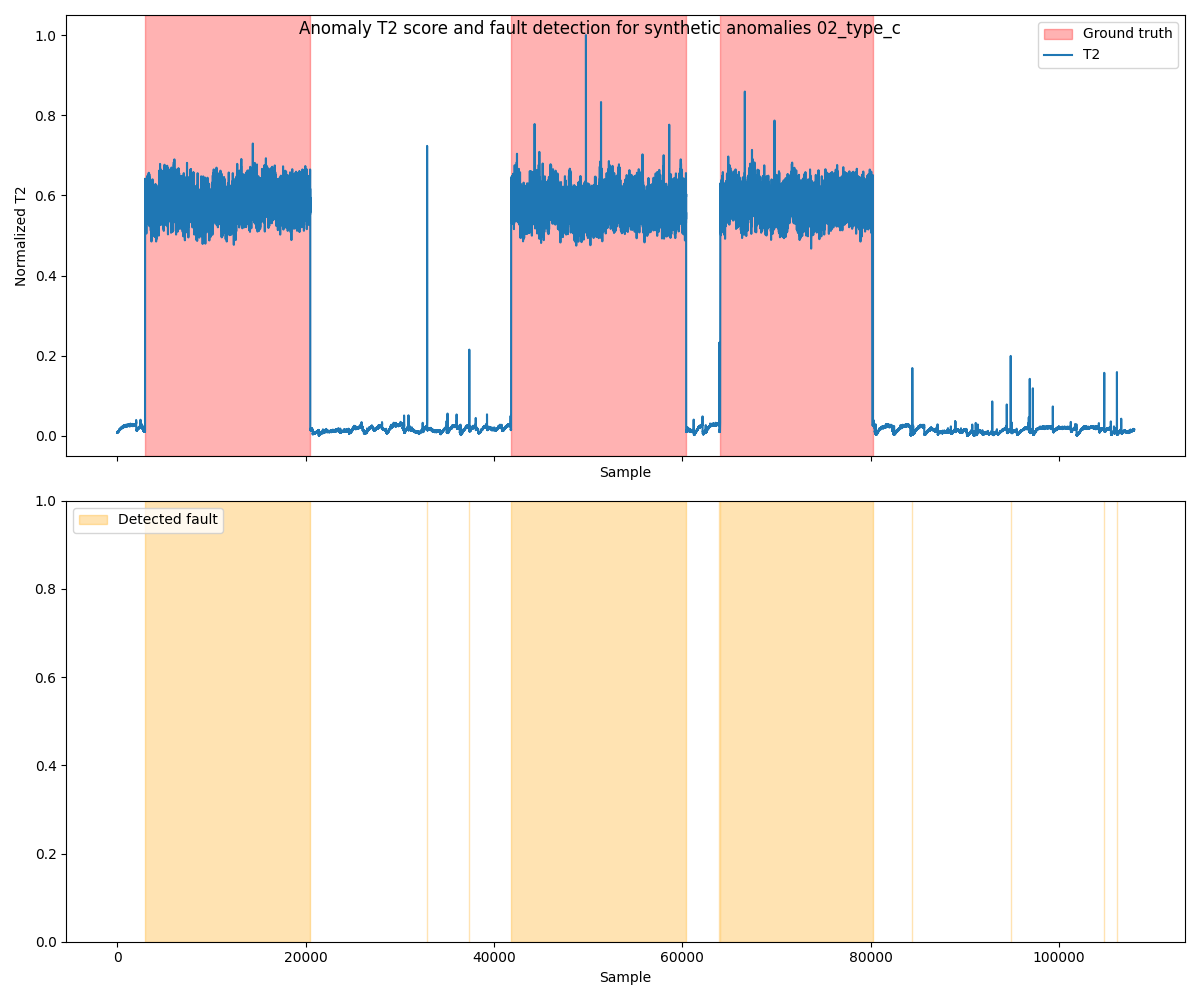 Anomaly T2 score and fault detection for synthetic anomalies 02_type_c
Ground truth
T2
1.0
0.8
0.6
0.4
0.2
0.0
Normalized T2
Sample
Detected fault
1.0
0.8
0.6
0.4
0.2
0.0
0 20000 40000 60000 80000 100000
Sample